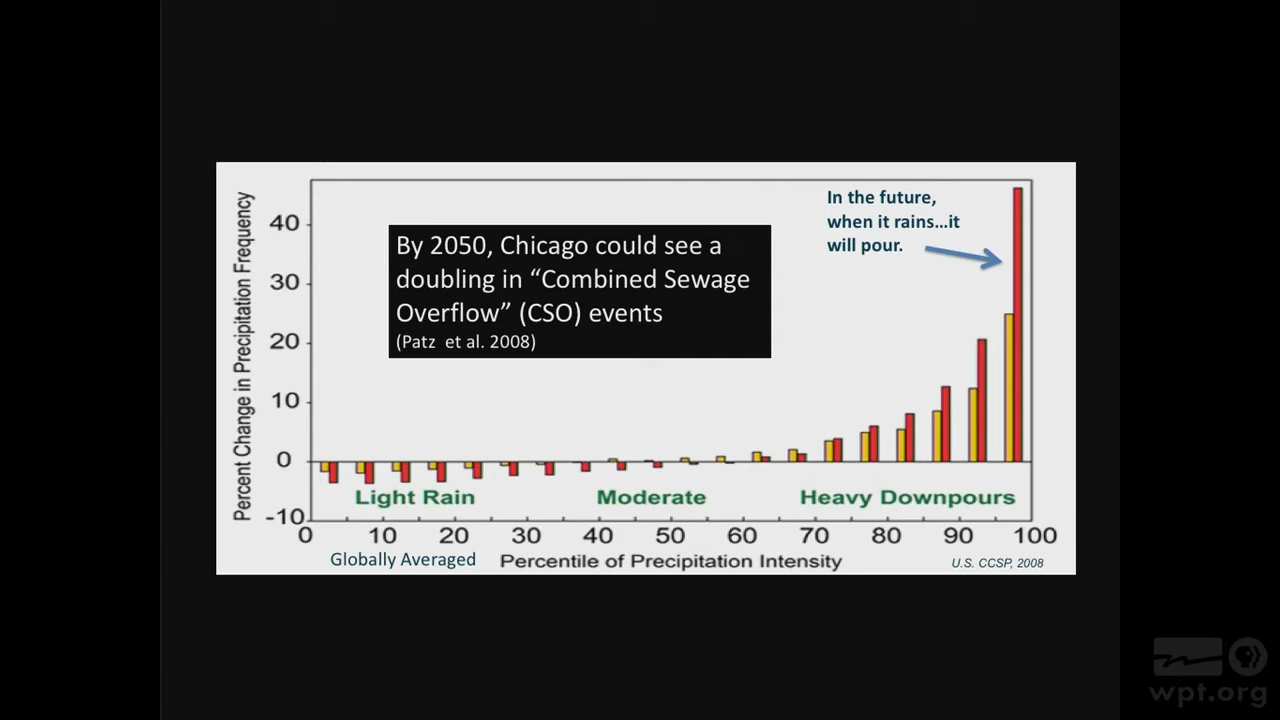 In the future,
when it rains...it
will pour.
By 2050, Chicago could see a
doubling in “Combined Sewage
Overflow” (CSO) events
(Patz et al. 2008)
Percent Change in Precipitation Frequency
40
30
20
10
0
-10
Light Rain
Moderate
Heavy Downpours
0 10 20 30 40 50 60 70 80 90 100
Globally Averaged
Percentile of Precipitation Intensity
U.S. CCSP, 2008
wpt.org